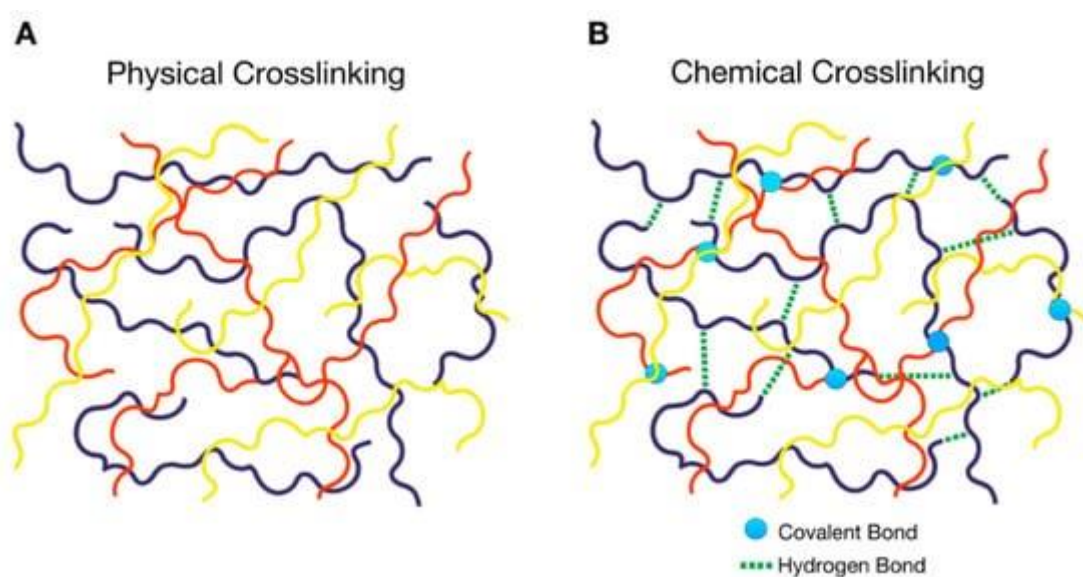 A
Physical Crosslinking
B
Chemical Crosslinking
Covalent Bond
Hydrogen Bond